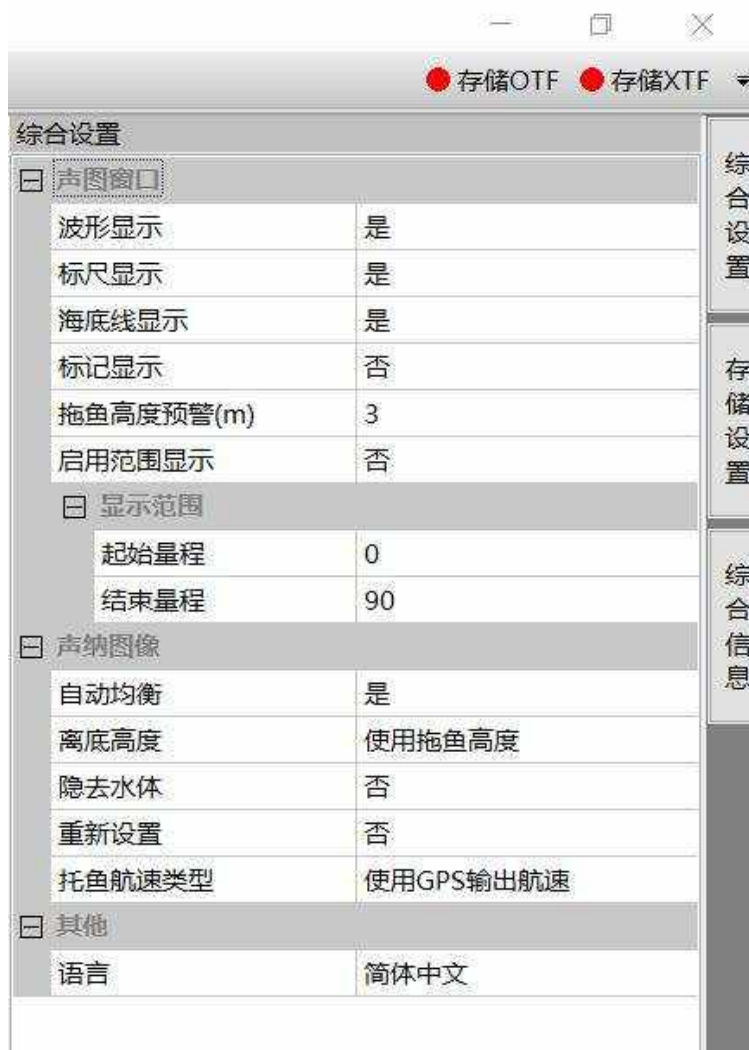 存储OTF 存储XTF
综合设置
声图窗口
波形显示 是
标尺显示 是
海底线显示 是
标记显示 否
拖鱼高度预警(m) 3
启用范围显示 否
显示范围
起始量程 0
结束量程 90
声纳图像
自动均衡 是
离底高度 使用拖鱼高度
隐去水体 否
重新设置 否
托鱼航速类型 使用GPS输出航速
其他
语言 简体中文
综合设置
存储设置
综合信息